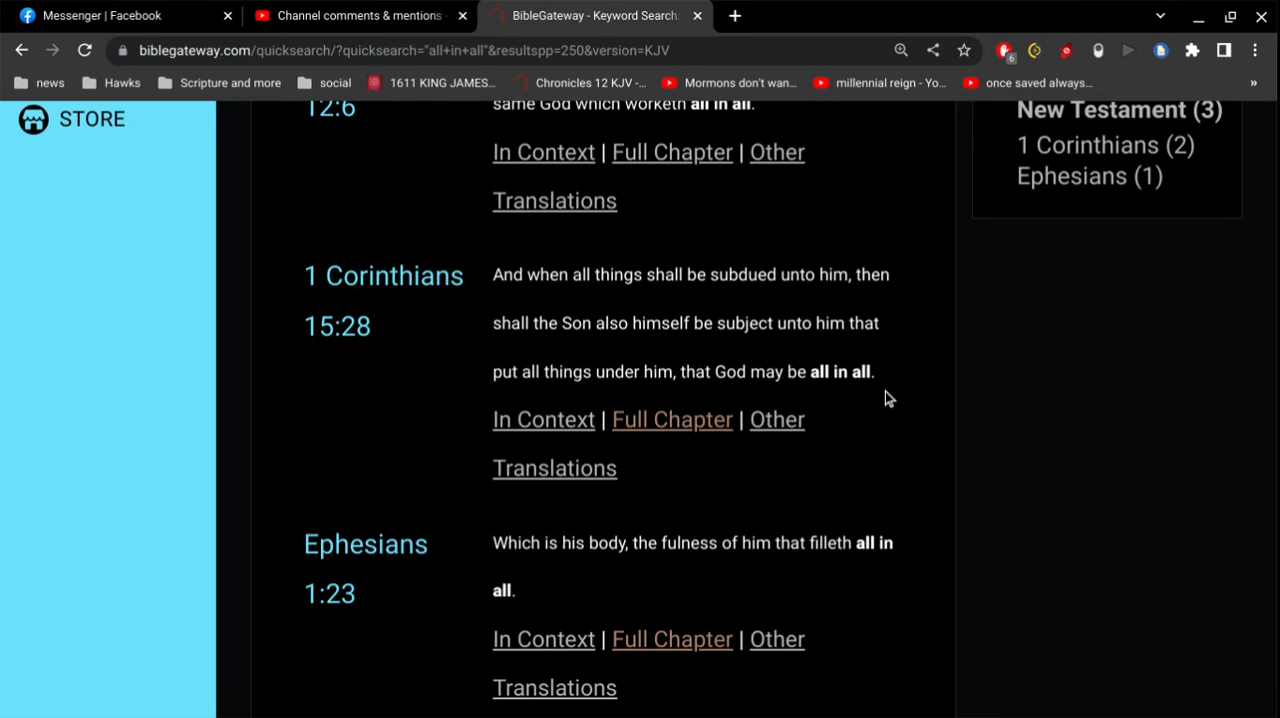 Messenger | Facebook
Channel comments & mentions
BibleGateway - Keyword Search:
biblegateway.com/quicksearch/?quicksearch="all+in+all"&resultspp=250&version=KJV
6
news
Hawks
Scripture and more
social
1611 KING JAMES...
Chronicles 12 KJV -...
Mormons don't wan...
millennial reign - Yo...
once saved always...
»
STORE
12:6
same God which worketh all in all.
In Context | Full Chapter | Other
Translations
1 Corinthians
15:28
And when all things shall be subdued unto him, then
shall the Son also himself be subject unto him that
put all things under him, that God may be all in all.
In Context | Full Chapter | Other
Translations
Ephesians
1:23
Which is his body, the fulness of him that filleth all in
all.
In Context | Full Chapter | Other
Translations
New Testament (3)
1 Corinthians (2)
Ephesians (1)